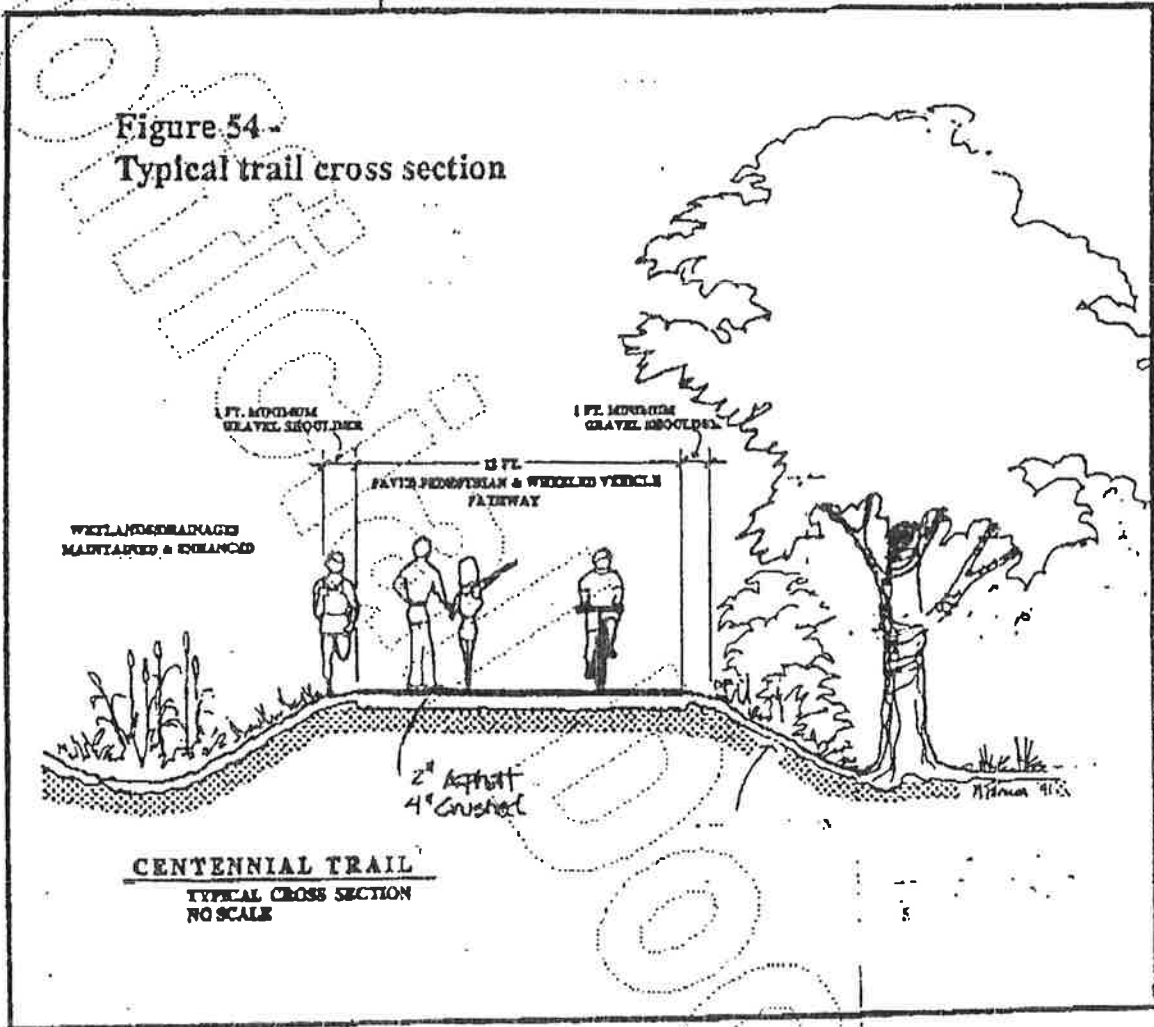 Figure 54 -
Typical trail cross section
1 FT. MINIMUM
GRAVEL SHOULDER
1 FT. MINIMUM
GRAVEL SHOULDER
12 FT.
PAVED PEDESTRIAN & WHEELED VEHICLE
PATHWAY
WETLANDS/DRAINAGES
MAINTAINED & ENHANCED
2" Asphalt
4" Crushed
CENTENNIAL TRAIL
TYPICAL CROSS SECTION
NO SCALE